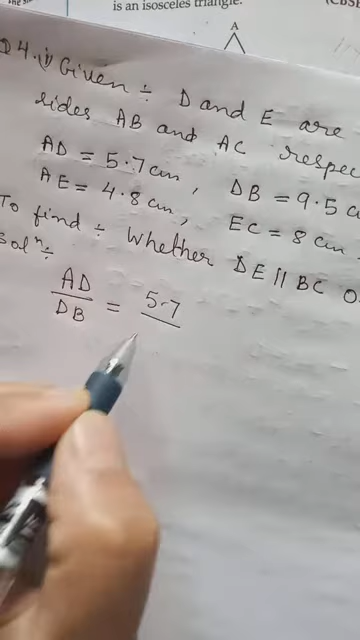 is an isosceles triangle.
(CBS
A
Q4. i) Given ÷ D and E are
sides AB and AC respec
AD = 5.7 cm, DB = 9.5 c
AE = 4.8 cm, EC = 8 cm
To find ÷ Whether DE || BC o
Solⁿ ÷
AD/DB = 5.7